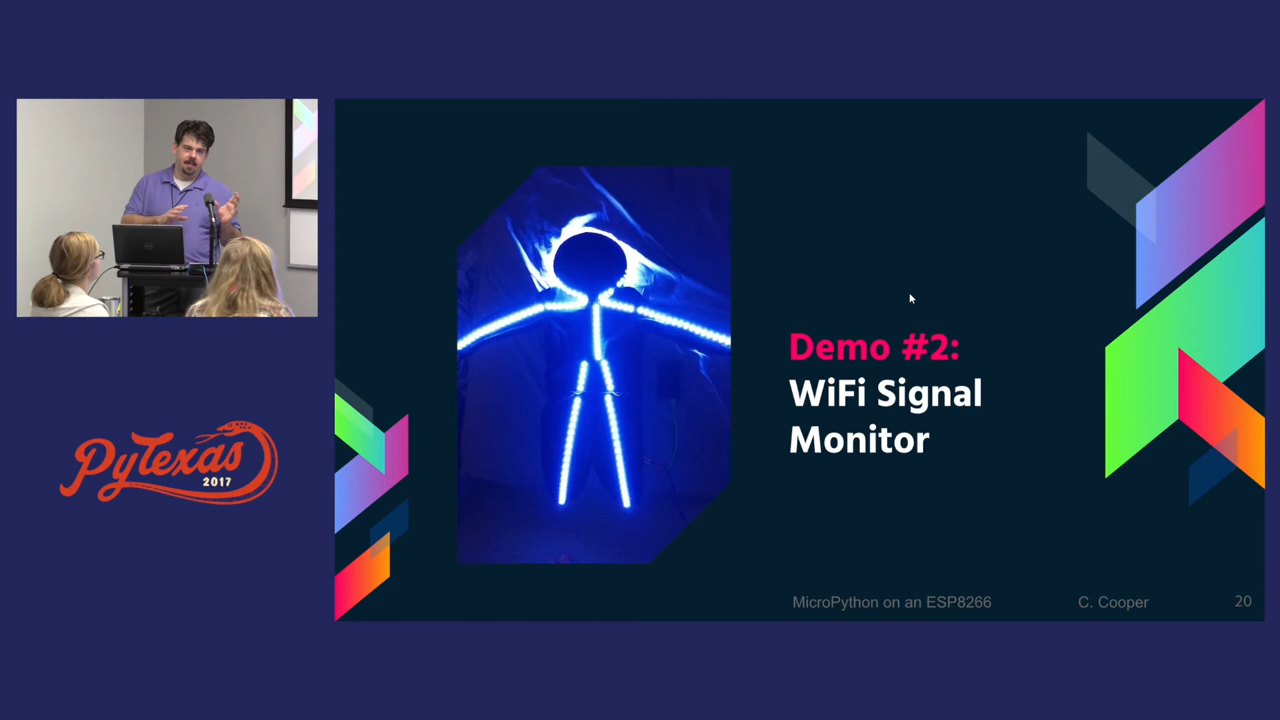 Demo #2:
WiFi Signal
Monitor
PyTexas
2017
MicroPython on an ESP8266
C. Cooper
20